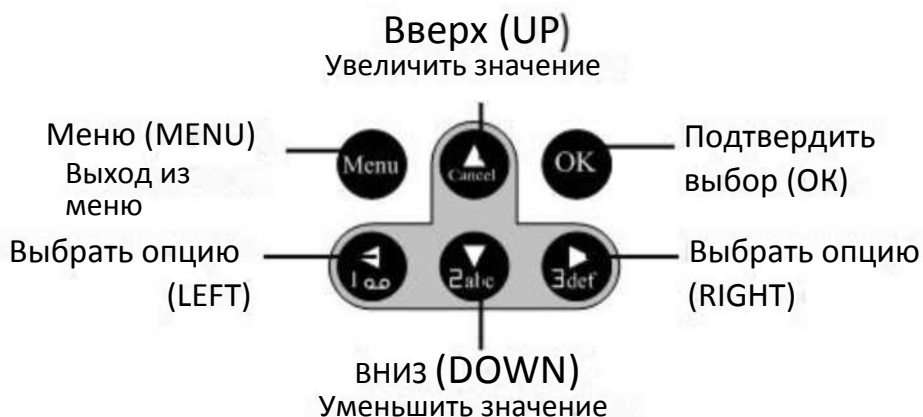 Вверх (UP)
Увеличить значение
Меню (MENU)
Выход из
меню
Menu
Cancel
OK
Подтвердить
выбор (ОК)
Выбрать опцию
(LEFT)
1
2abc
3def
Выбрать опцию
(RIGHT)
вниз (DOWN)
Уменьшить значение